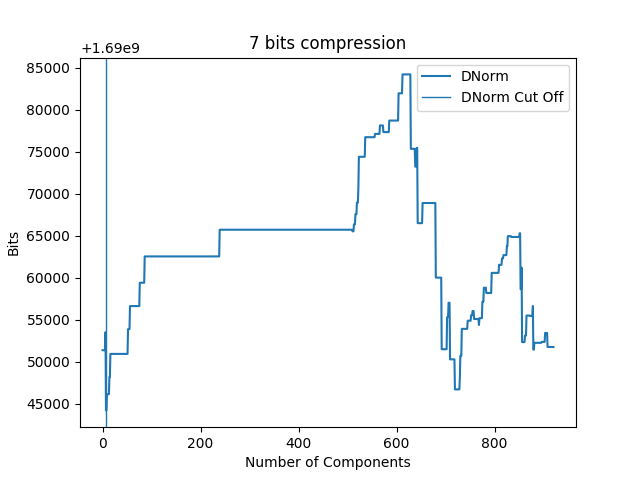 7 bits compression
+1.69e9
85000
80000
75000
70000
65000
60000
55000
50000
45000
Bits
DNorm
DNorm Cut Off
0 200 400 600 800
Number of Components